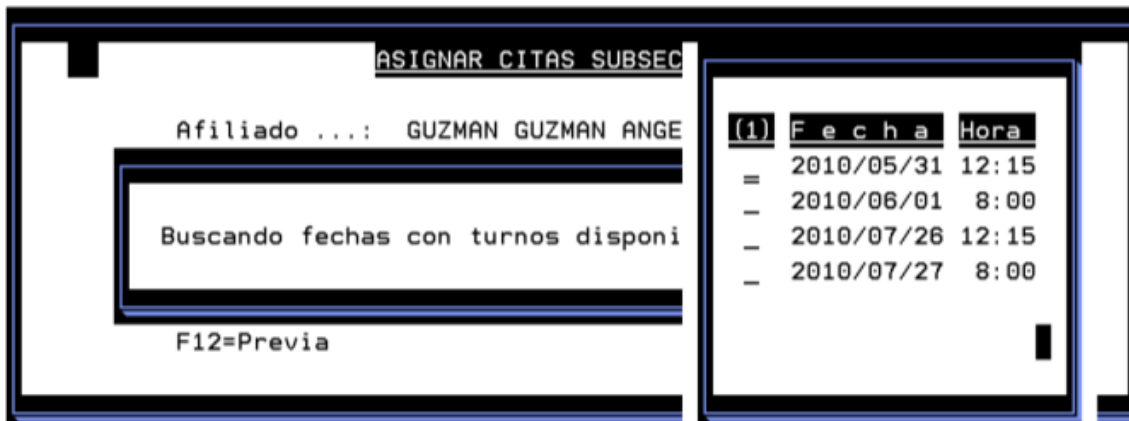 ASIGNAR CITAS SUBSEC
Afiliado ...: GUZMAN GUZMAN ANGE
Buscando fechas con turnos disponi
F12=Previa
(1) F e c h a Hora
= 2010/05/31 12:15
_ 2010/06/01 8:00
_ 2010/07/26 12:15
_ 2010/07/27 8:00